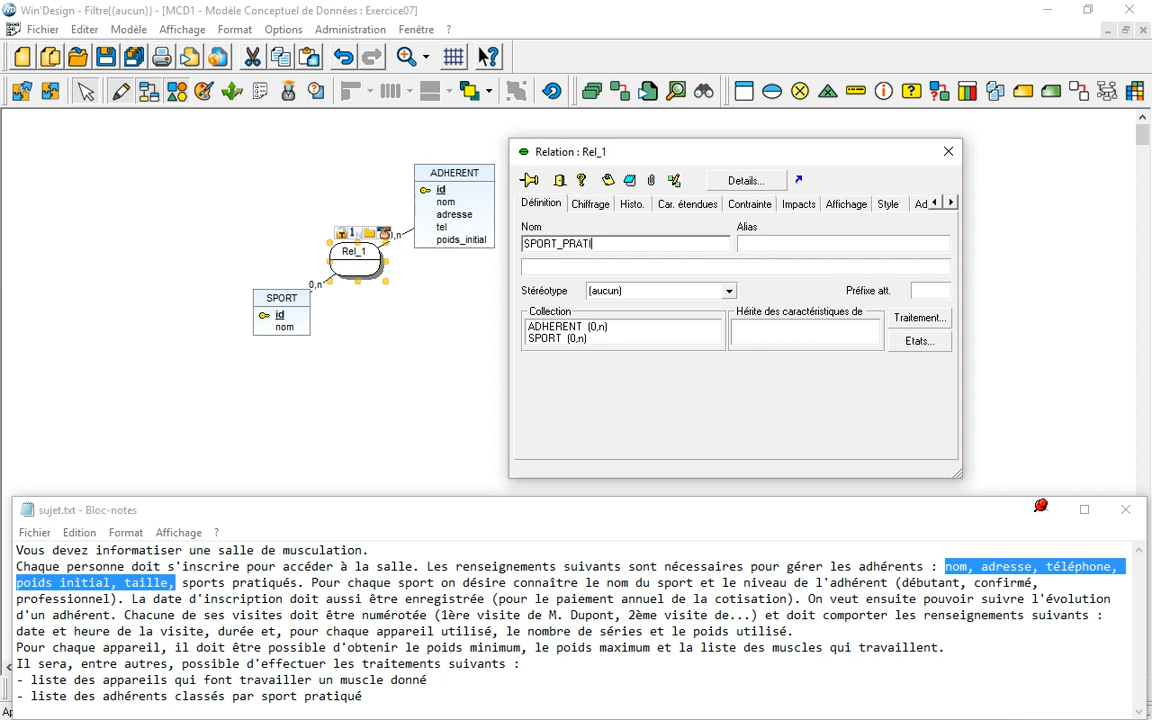 Win'Design - Filtre{(aucun)} - [MCD1 - Modèle Conceptuel de Données : Exercice07]
Fichier Editer Modèle Affichage Format Options Administration Fenêtre ?
Relation : Rel_1
Details...
Définition Chiffrage Histo. Car. étendues Contrainte Impacts Affichage Style Ad
Nom Alias
SPORT_PRATI
Stéréotype (aucun) Préfixe att.
Collection Hérite des caractéristiques de
ADHERENT (0,n)
SPORT (0,n)
Traitement...
Etats...
ADHERENT
id
nom
adresse
tel
poids_initial
,n
Rel_1
0,n
SPORT
id
nom
sujet.txt - Bloc-notes
Fichier Edition Format Affichage ?
Vous devez informatiser une salle de musculation.
Chaque personne doit s'inscrire pour accéder à la salle. Les renseignements suivants sont nécessaires pour gérer les adhérents : nom, adresse, téléphone,
poids initial, taille, sports pratiqués. Pour chaque sport on désire connaître le nom du sport et le niveau de l'adhérent (débutant, confirmé,
professionnel). La date d'inscription doit aussi être enregistrée (pour le paiement annuel de la cotisation). On veut ensuite pouvoir suivre l'évolution
d'un adhérent. Chacune de ses visites doit être numérotée (1ère visite de M. Dupont, 2ème visite de...) et doit comporter les renseignements suivants :
date et heure de la visite, durée et, pour chaque appareil utilisé, le nombre de séries et le poids utilisé.
Pour chaque appareil, il doit être possible d'obtenir le poids minimum, le poids maximum et la liste des muscles qui travaillent.
Il sera, entre autres, possible d'effectuer les traitements suivants :
- liste des appareils qui font travailler un muscle donné
- liste des adhérents classés par sport pratiqué